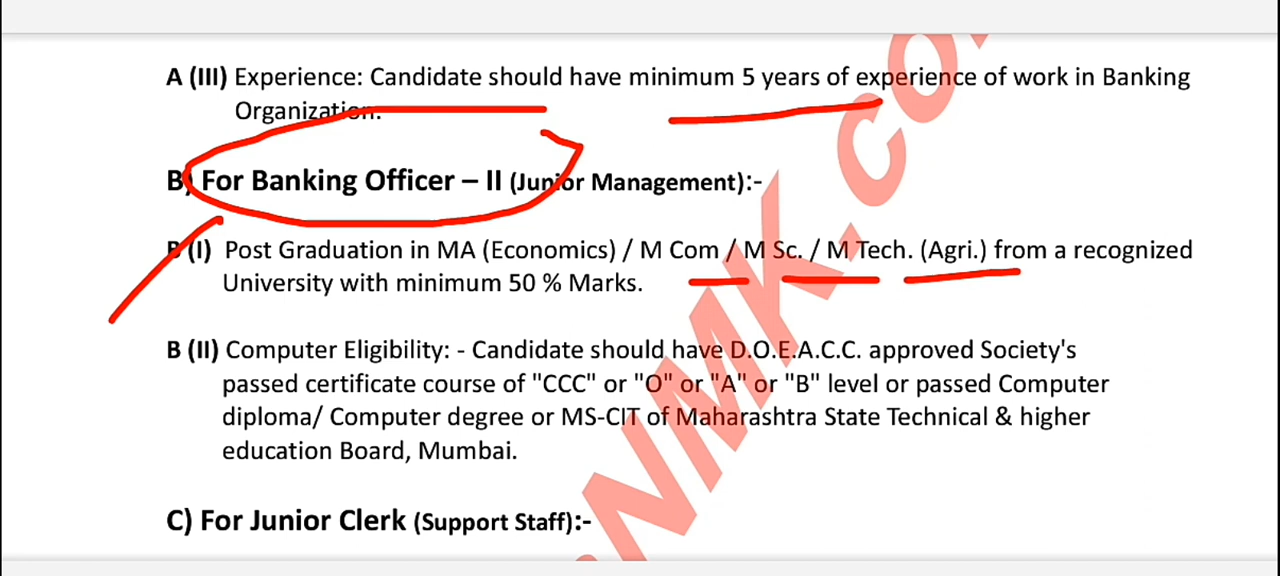 A (III) Experience: Candidate should have minimum 5 years of experience of work in Banking
Organization.
B) For Banking Officer – II (Junior Management):-
B (I) Post Graduation in MA (Economics) / M Com / M Sc. / M Tech. (Agri.) from a recognized
University with minimum 50 % Marks.
B (II) Computer Eligibility: - Candidate should have D.O.E.A.C.C. approved Society's
passed certificate course of "CCC" or "O" or "A" or "B" level or passed Computer
diploma/ Computer degree or MS-CIT of Maharashtra State Technical & higher
education Board, Mumbai.
C) For Junior Clerk (Support Staff):-
NMK.co